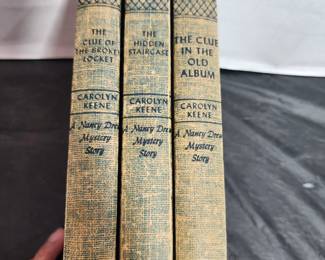 THE
CLUE OF
THE BROKEN
LOCKET
CAROLYN
KEENE
A Nancy Drew
Mystery
Story
THE
HIDDEN
STAIRCASE
CAROLYN
KEENE
A Nancy Drew
Mystery
Story
THE CLUE
IN THE
OLD
ALBUM
CAROLYN
KEENE
A Nancy Drew
Mystery
Story